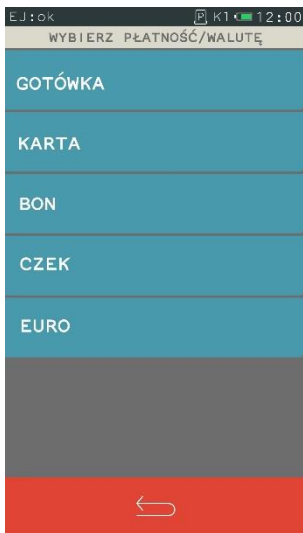 EJ:ok P K1 12:00
WYBIERZ PŁATNOŚĆ/WALUTĘ
GOTÓWKA
KARTA
BON
CZEK
EURO